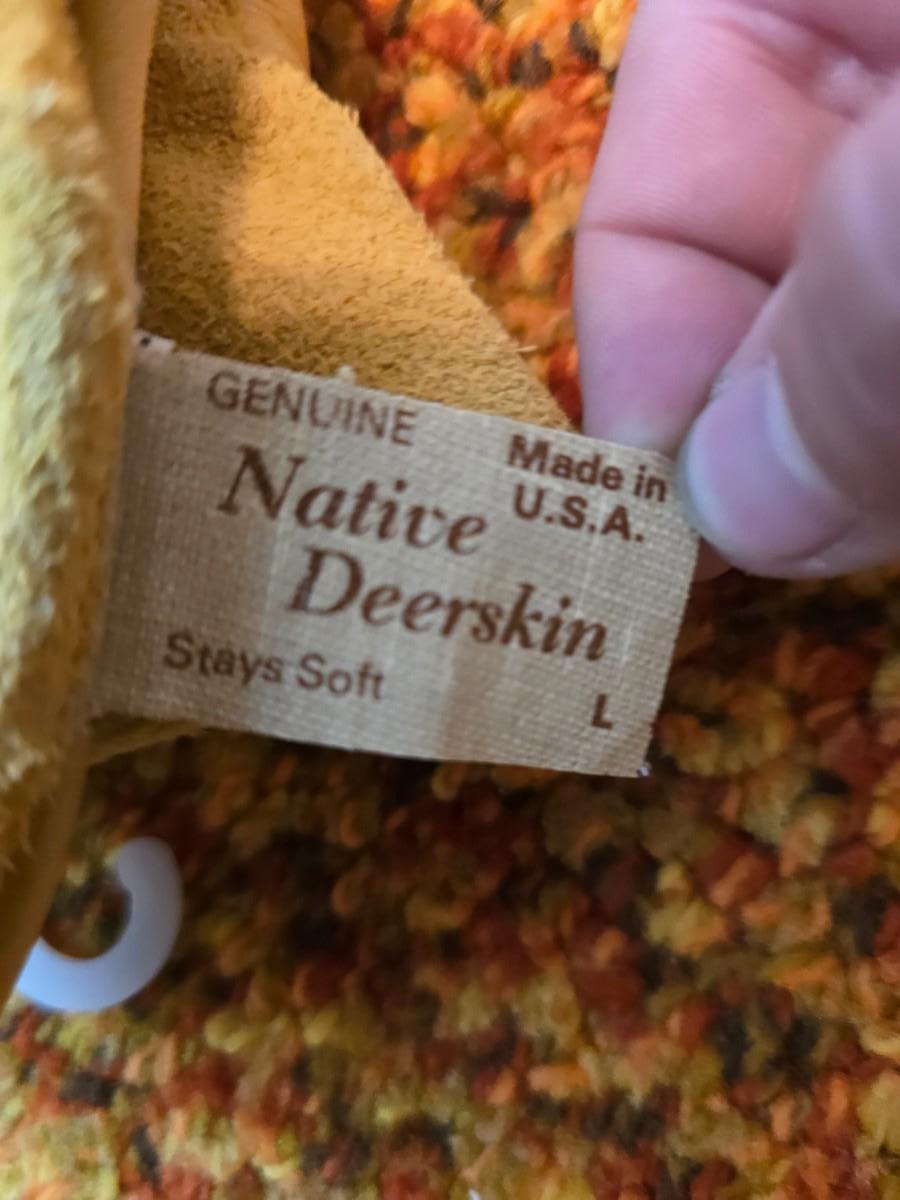 GENUINE
Made in
U.S.A.
Native
Deerskin
Stays Soft
L